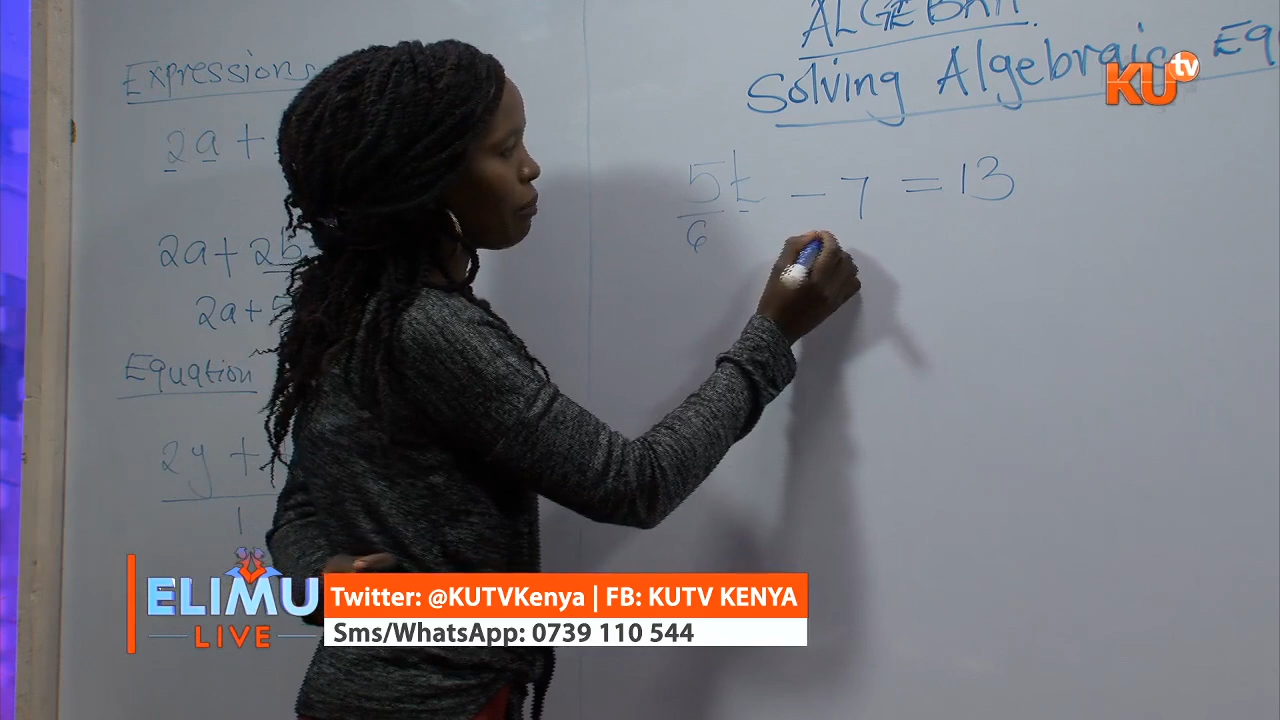 ALGEBRA
Solving Algebraic Eq
KU tv
Expressions
2a +
2a + 2b
2a +
Equation
2y +
1
5t - 7 = 13
6
ELIMU
LIVE
Twitter: @KUTVKenya | FB: KUTV KENYA
Sms/WhatsApp: 0739 110 544